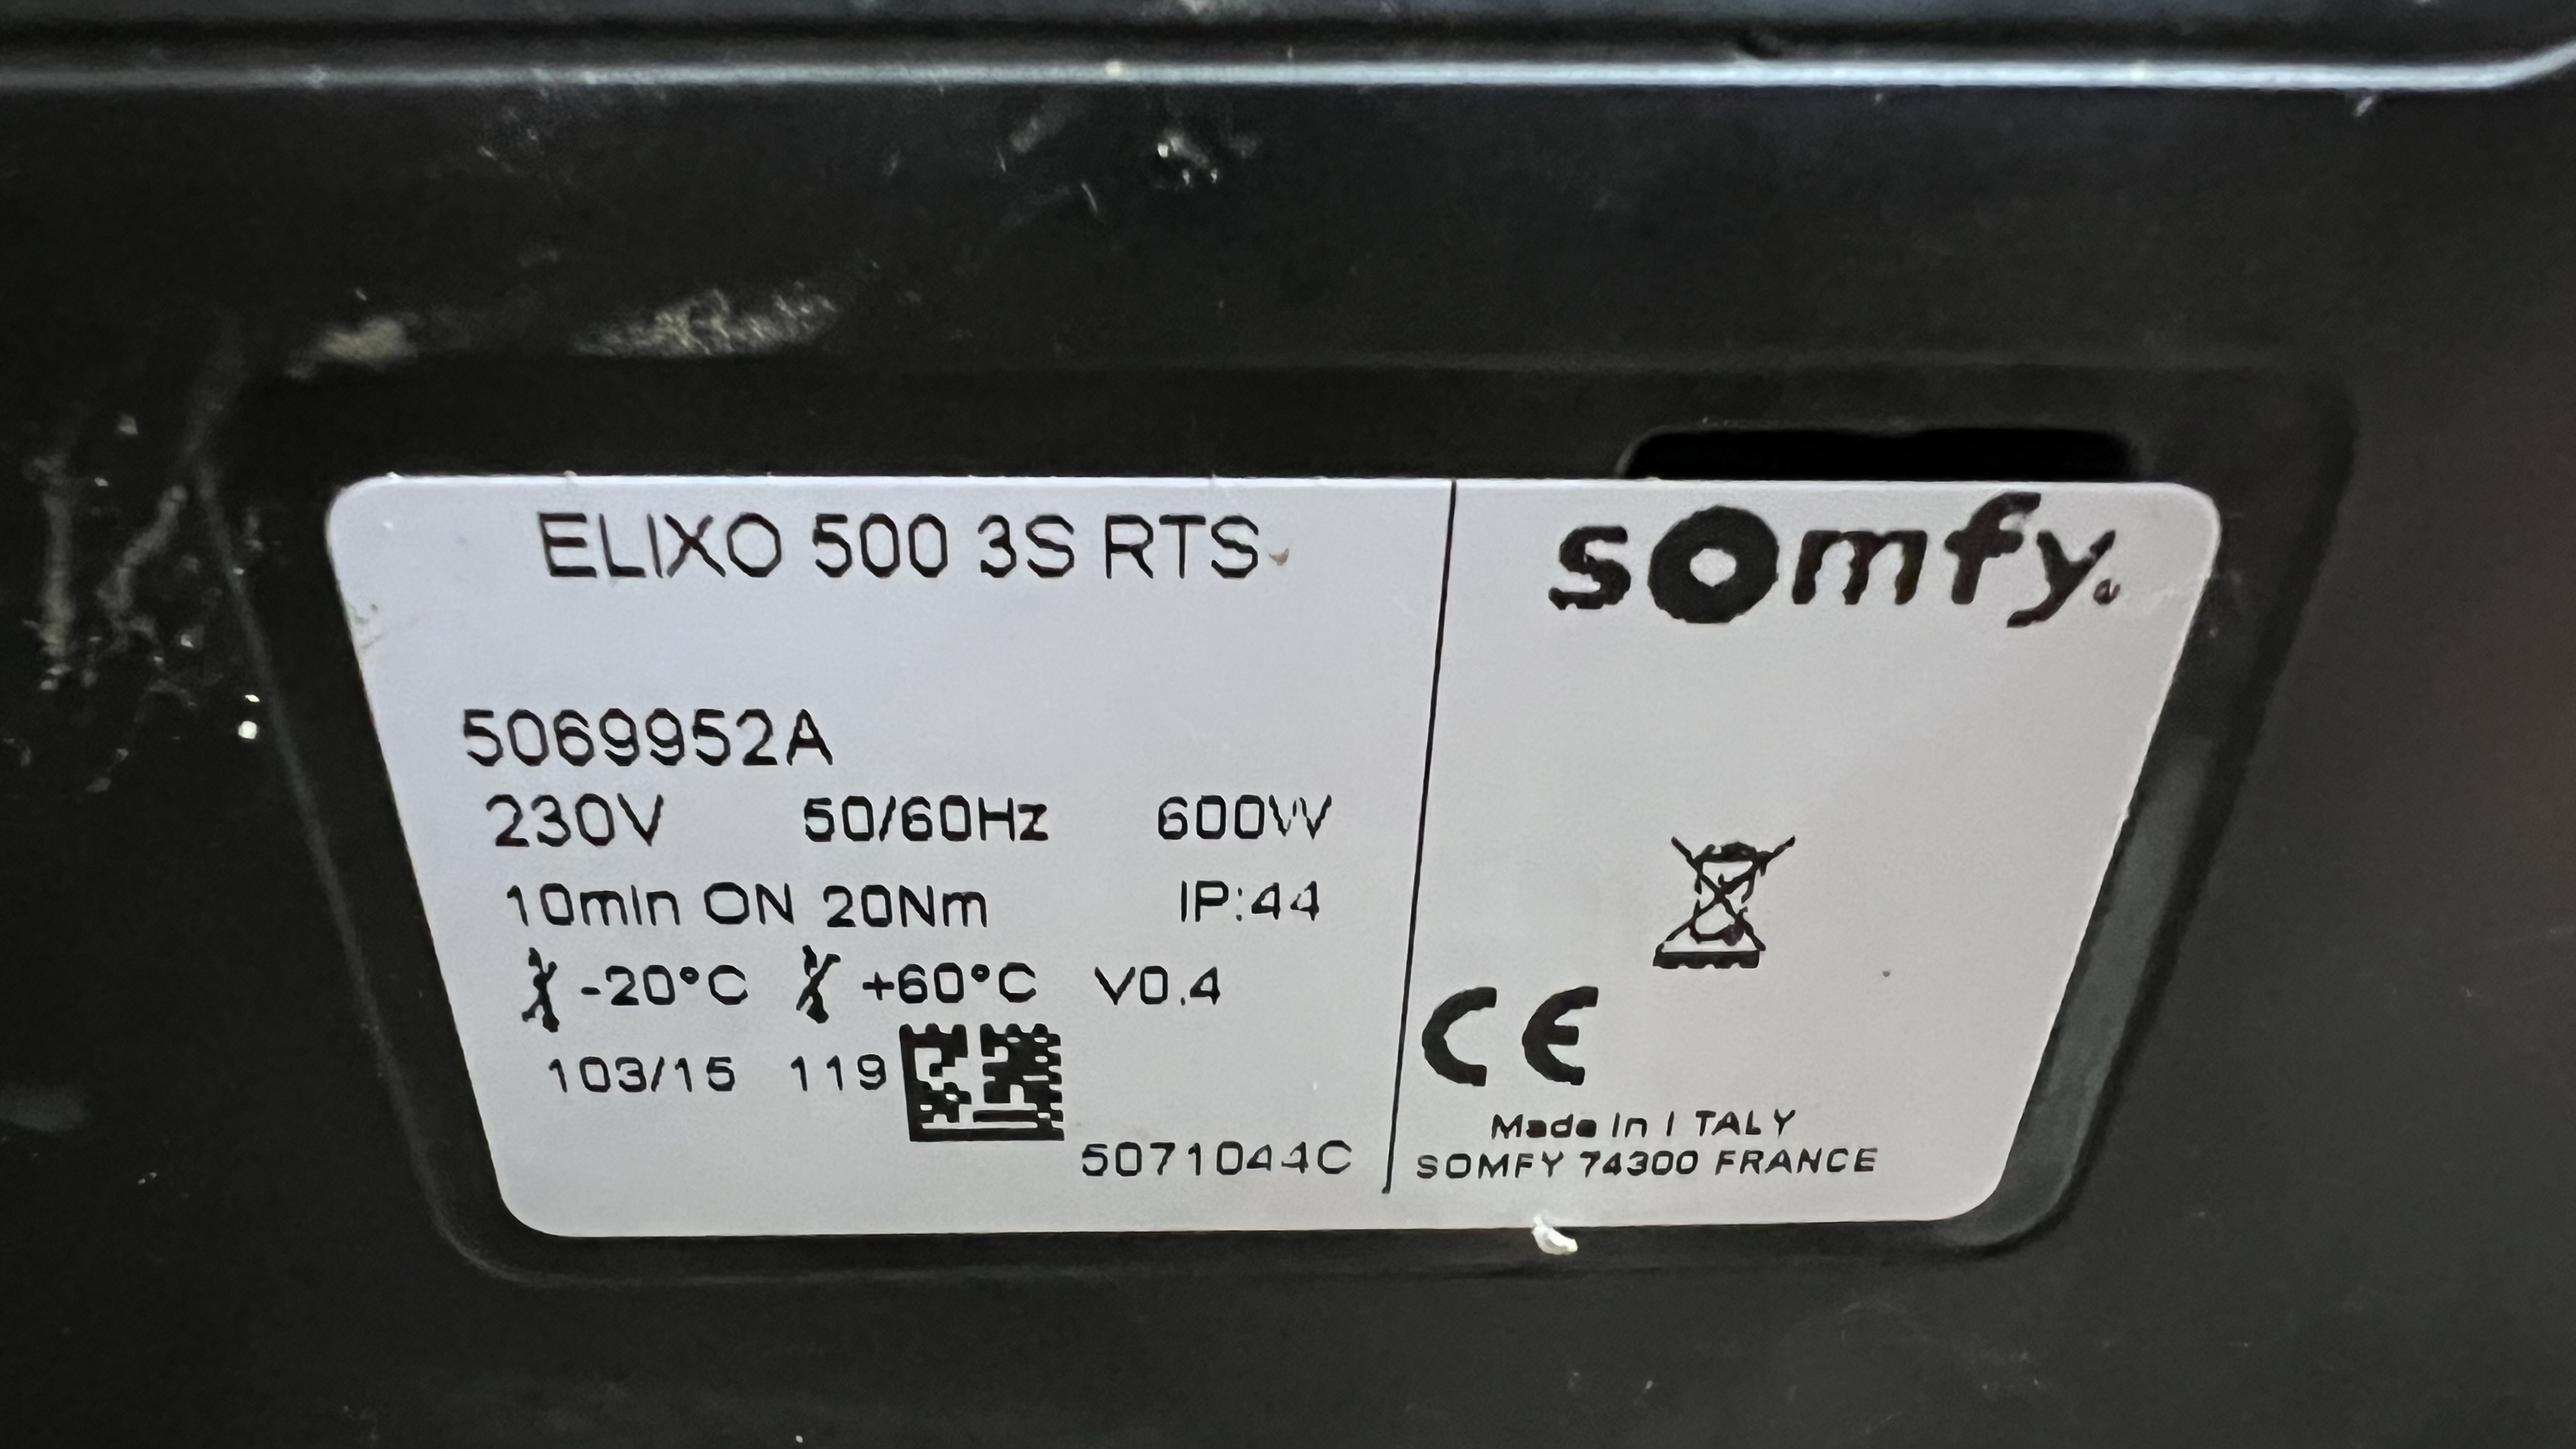 ELIXO 500 3S RTS
somfy.
5069952A
230V 50/60Hz 600W
10min ON 20Nm IP:44
-20°C +60°C V0.4
103/15 119
5071044C
CE
Made in ITALY
SOMFY 74300 FRANCE